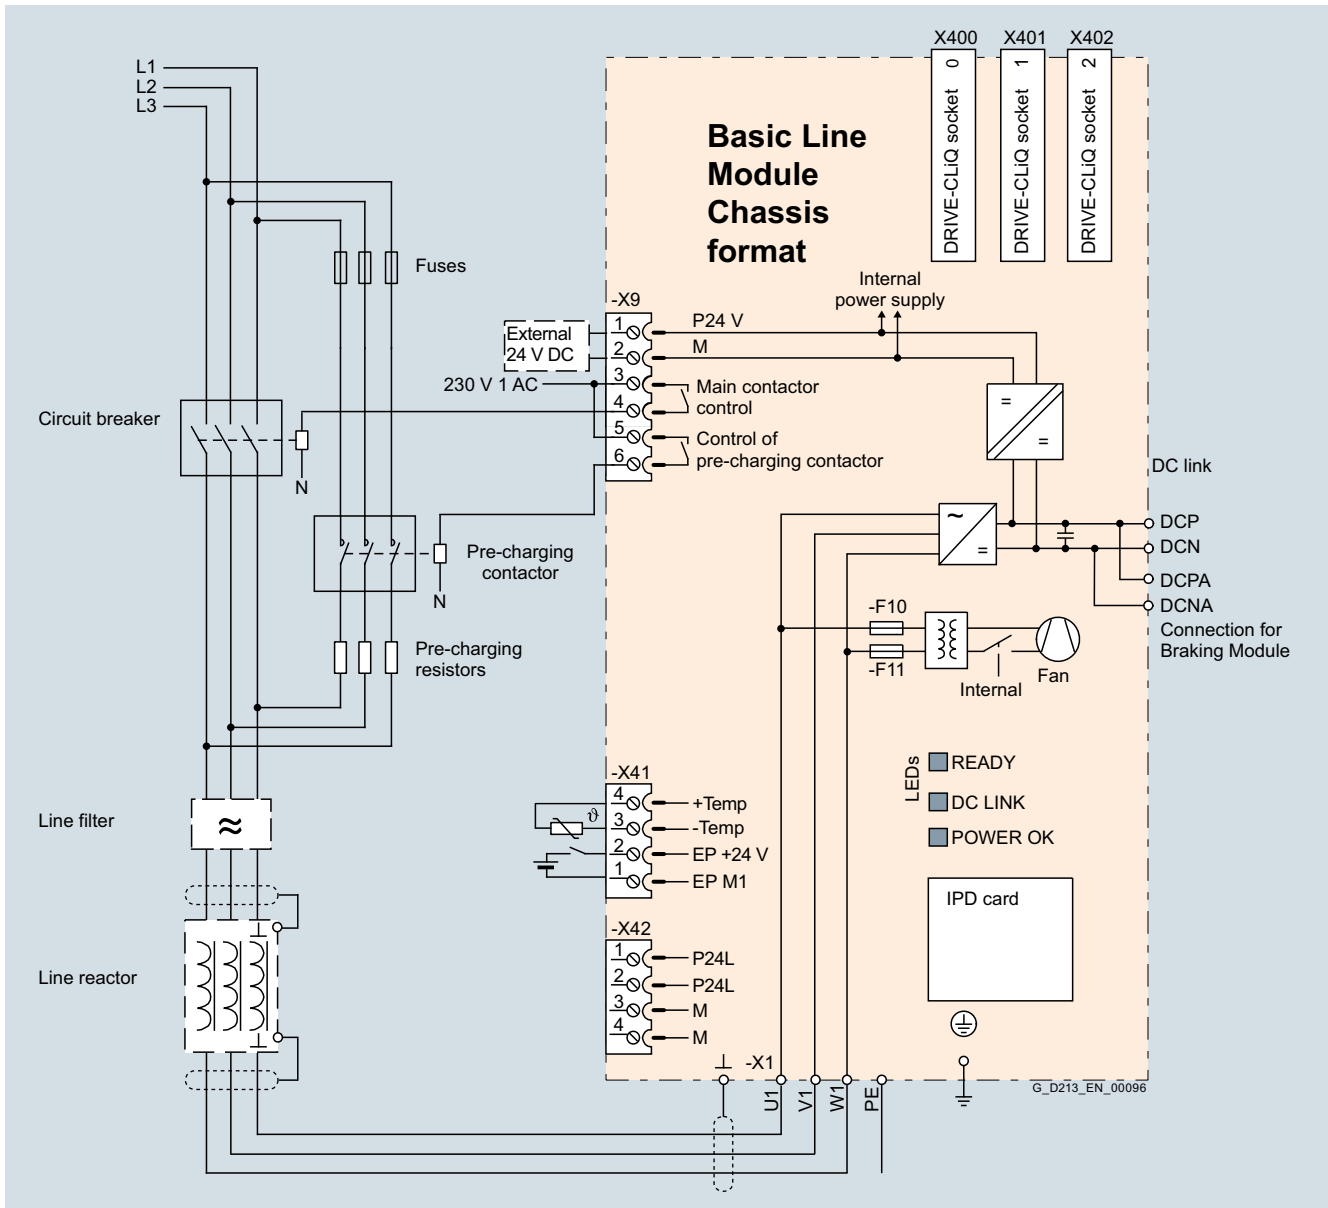 X400 X401 X402
DRIVE-CLiQ socket 0
DRIVE-CLiQ socket 1
DRIVE-CLiQ socket 2
L1
L2
L3
Basic Line
Module
Chassis
format
Fuses
Internal
power supply
-X9
External
24 V DC
1
P24 V
2
M
230 V 1 AC
3
Main contactor
control
4
5
Control of
pre-charging contactor
6
=
=
Circuit breaker
N
DC link
~
=
DCP
DCN
DCPA
DCNA
Connection for
Braking Module
Pre-charging
contactor
N
-F10
-F11
Internal
Fan
Pre-charging
resistors
LEDs
READY
DC LINK
POWER OK
-X41
4
+Temp
ϑ
3
-Temp
2
EP +24 V
1
EP M1
Line filter
≈
IPD card
-X42
1
P24L
2
P24L
3
M
4
M
Line reactor
-X1
U1
V1
W1
PE
G_D213_EN_00096